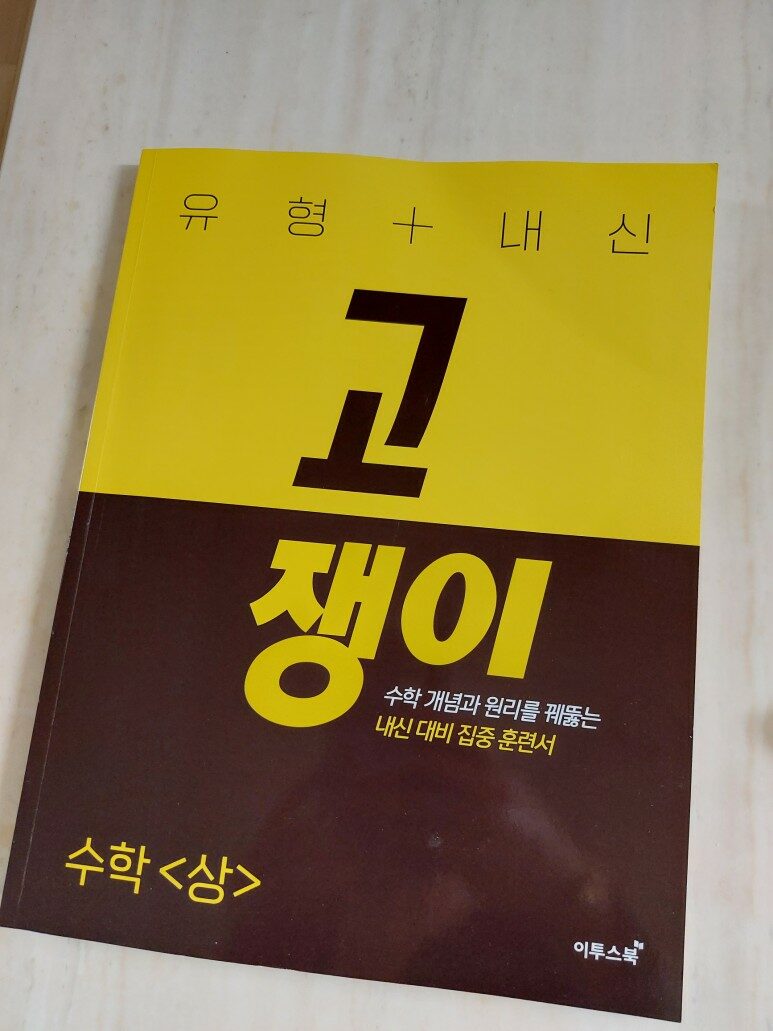 유형+내신
고
쟁이
수학 개념과 원리를 꿰뚫는
내신 대비 집중 훈련서
수학 <상>
이투스북